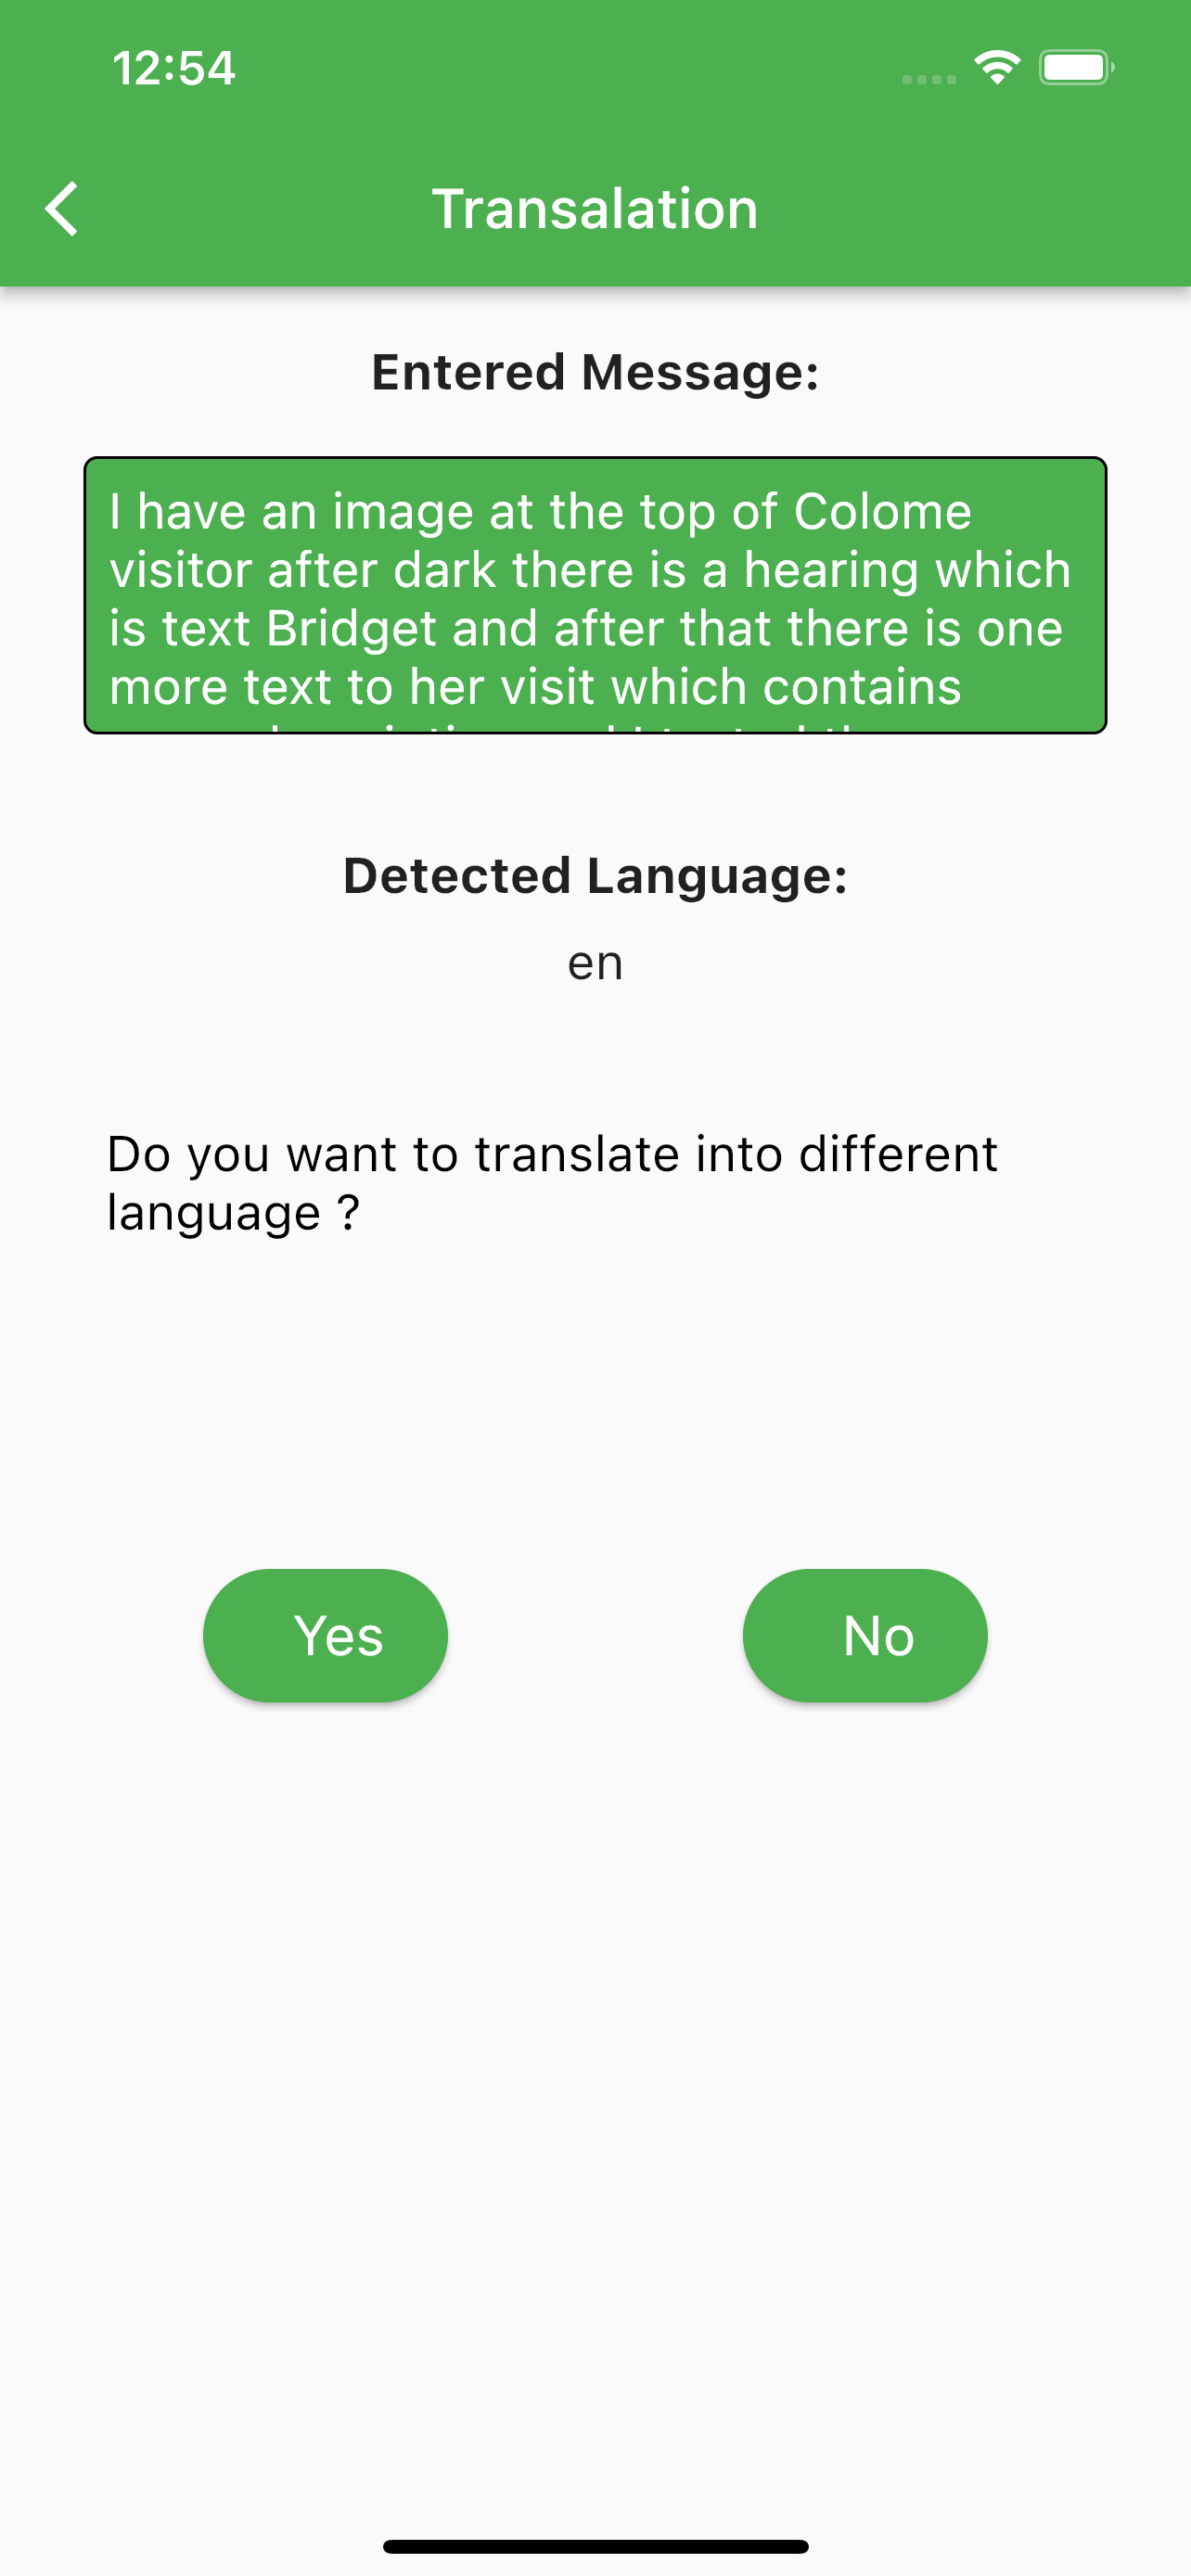 12:54
Transalation
Entered Message:
I have an image at the top of Colome
visitor after dark there is a hearing which
is text Bridget and after that there is one
more text to her visit which contains
Detected Language:
en
Do you want to translate into different
language ?
Yes
No